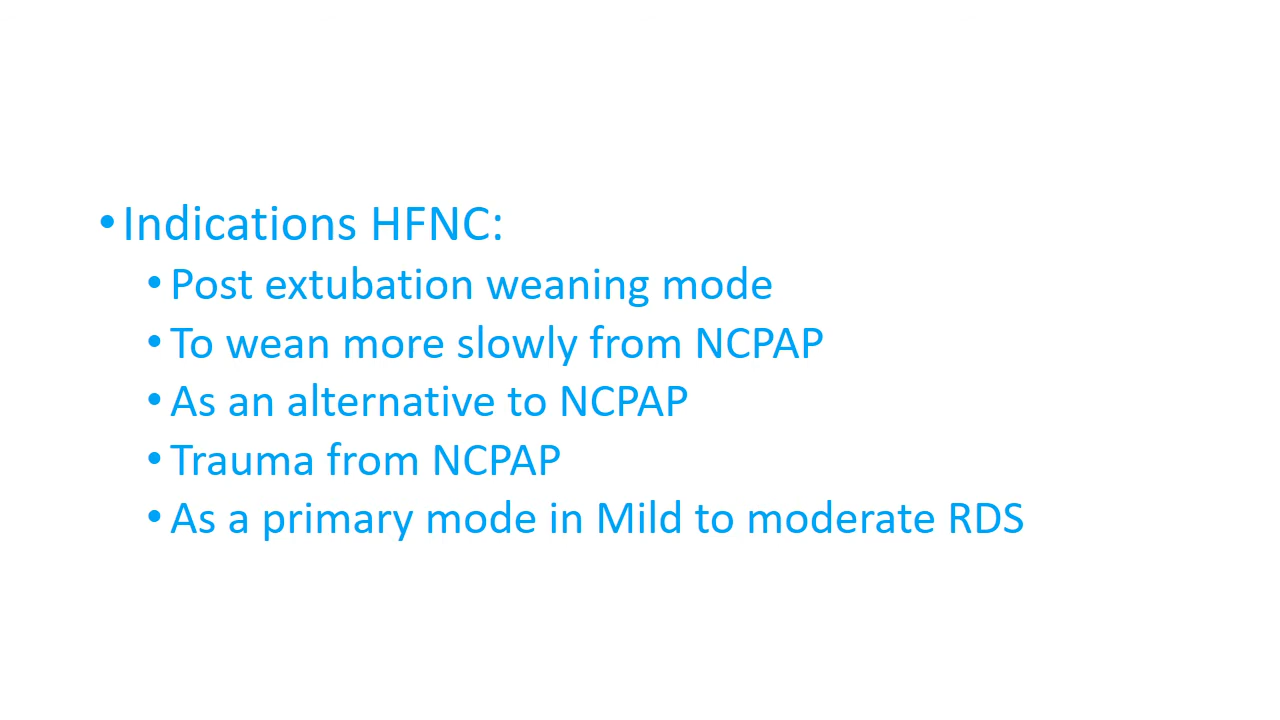 • Indications HFNC:
• Post extubation weaning mode
• To wean more slowly from NCPAP
• As an alternative to NCPAP
• Trauma from NCPAP
• As a primary mode in Mild to moderate RDS